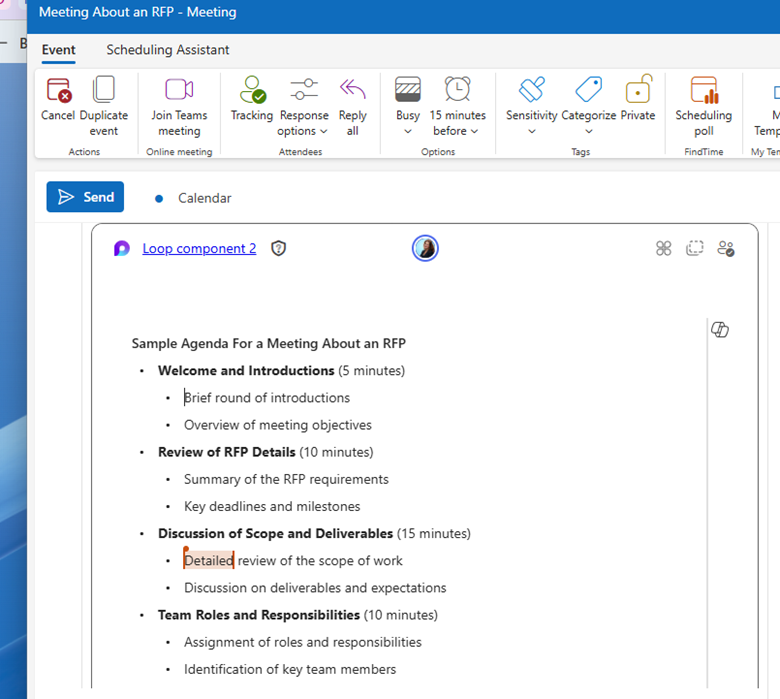 Meeting About an RFP - Meeting
B
Event Scheduling Assistant
Cancel Duplicate event
Join Teams meeting
Tracking Response options Reply all
Busy 15 minutes before
Sensitivity Categorize Private
Scheduling poll
M
Temp
Actions Online meeting Attendees Options Tags FindTime My Tem
Send Calendar
Loop component 2
Sample Agenda For a Meeting About an RFP
• Welcome and Introductions (5 minutes)
• Brief round of introductions
• Overview of meeting objectives
• Review of RFP Details (10 minutes)
• Summary of the RFP requirements
• Key deadlines and milestones
• Discussion of Scope and Deliverables (15 minutes)
• Detailed review of the scope of work
• Discussion on deliverables and expectations
• Team Roles and Responsibilities (10 minutes)
• Assignment of roles and responsibilities
• Identification of key team members